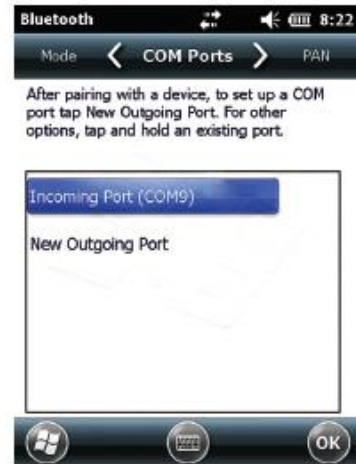 Bluetooth 8:22
Mode COM Ports PAN
After pairing with a device, to set up a COM
port tap New Outgoing Port. For other
options, tap and hold an existing port.
Incoming Port (COM9)
New Outgoing Port
OK